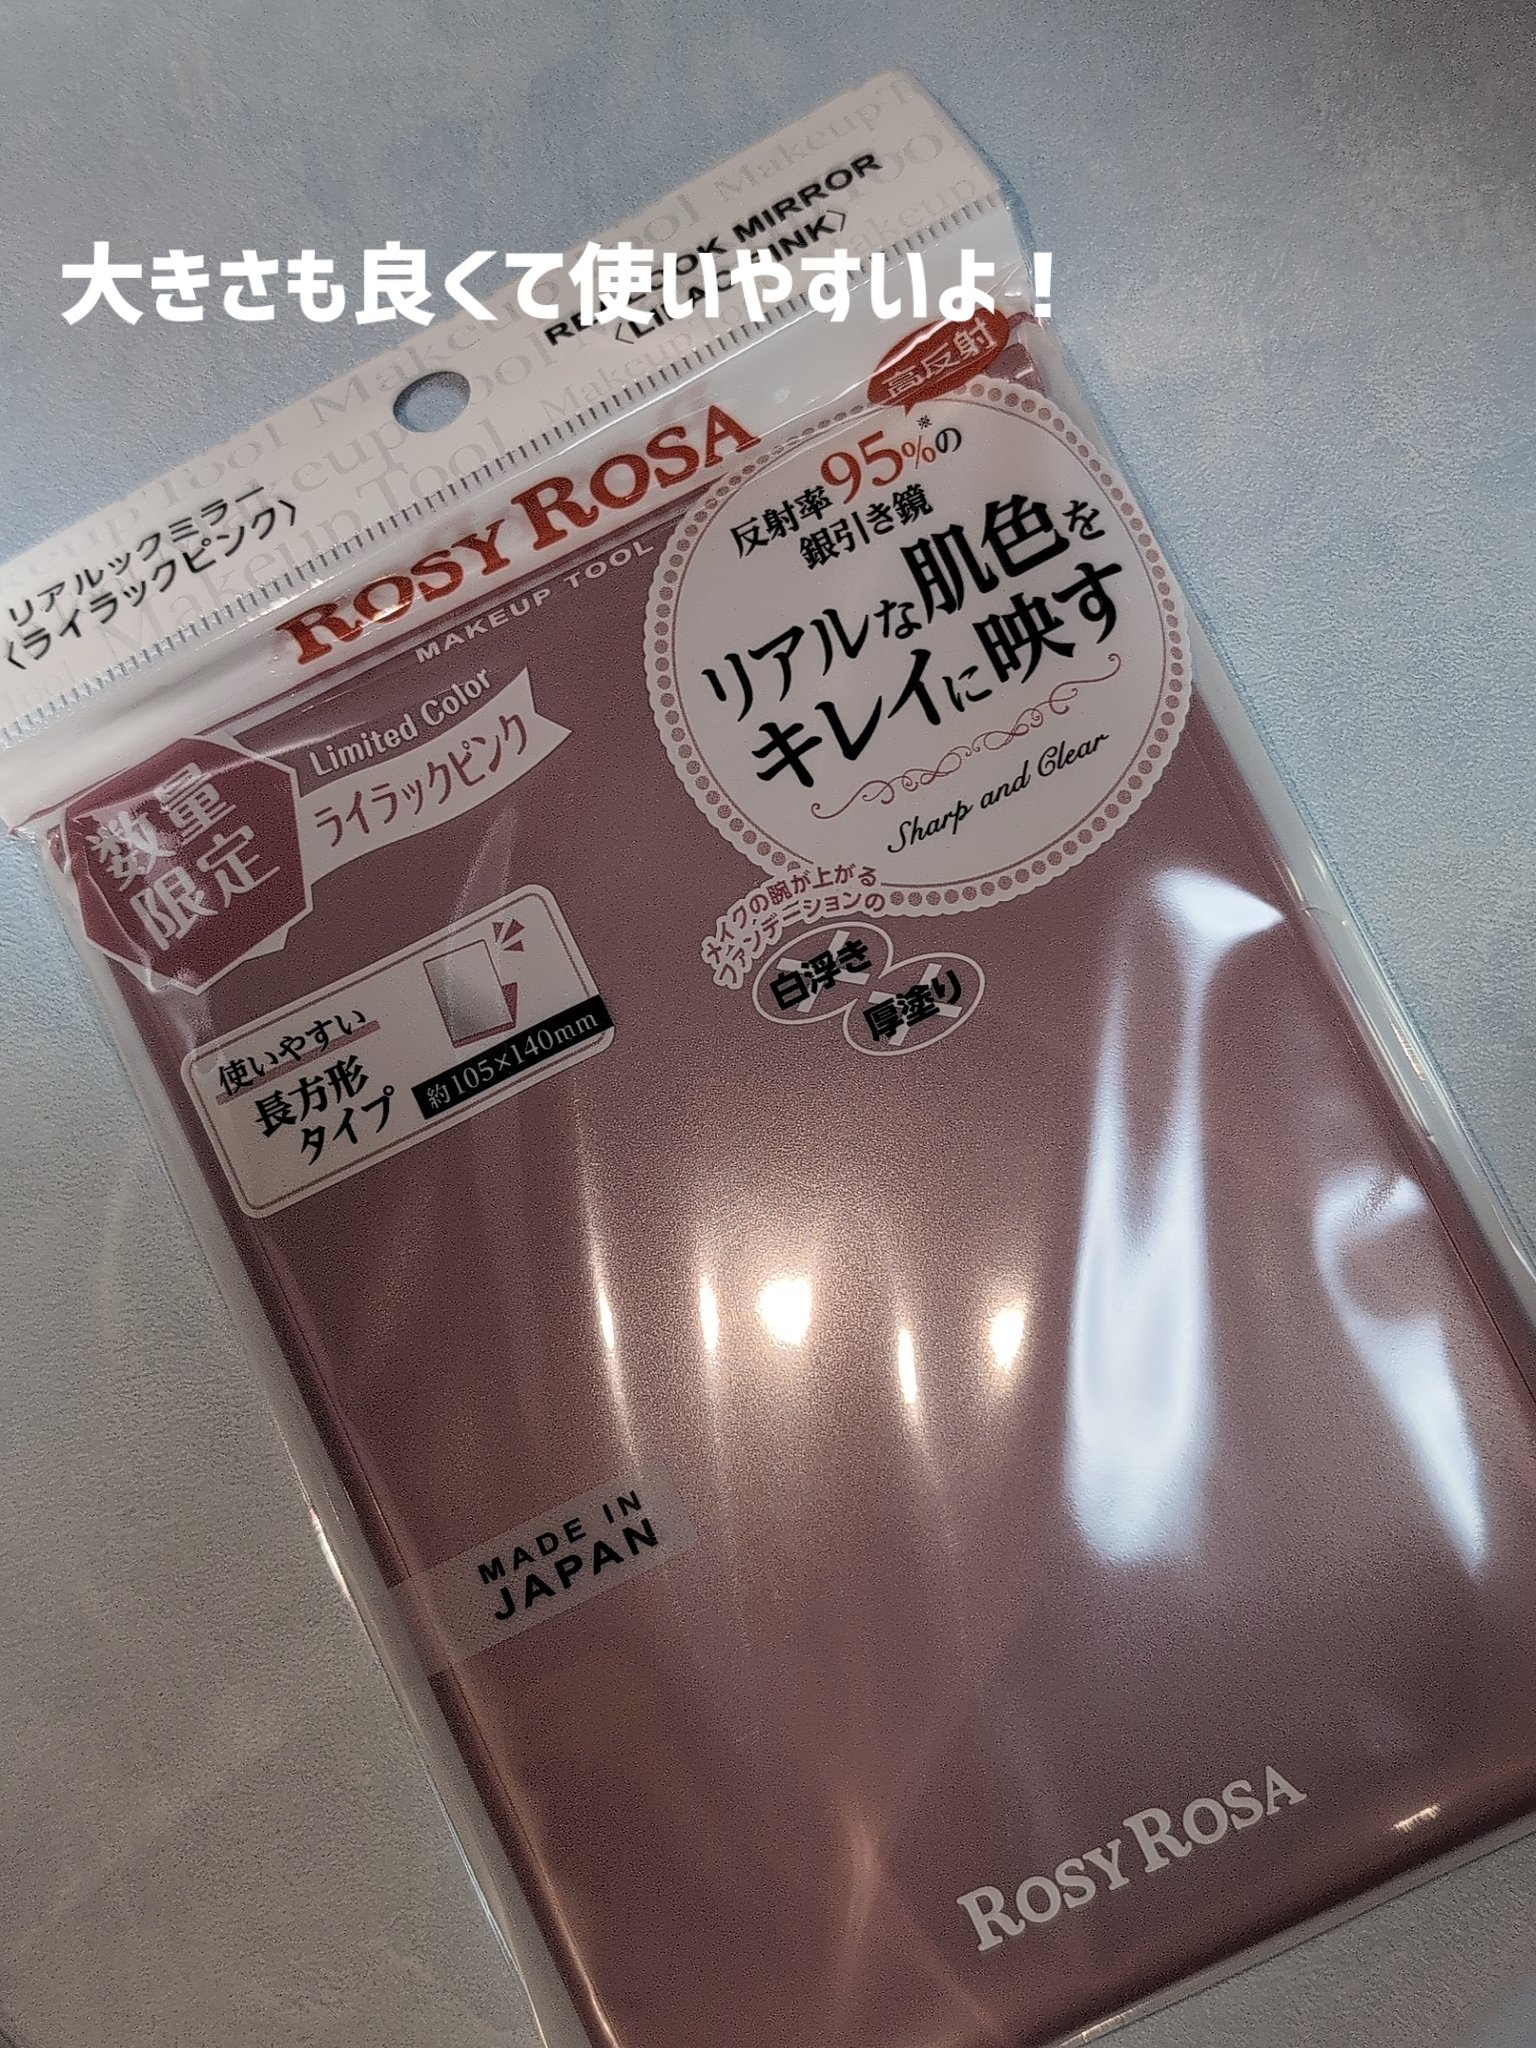 大きさも良くて使いやすいよ！
REALLOOK MIRROR
〈LILAC PINK〉
リアルックミラー
〈ライラックピンク〉
ROSY ROSA
MAKEUP TOOL
高反射
反射率95%※の
銀引き鏡
リアルな肌色を
キレイに映す
Sharp and Clear
Limited Color
ライラックピンク
数量
限定
メイクの腕が上がる
ファンデーションの
白浮き
厚塗り
使いやすい
長方形
タイプ
約105×140mm
MADE IN
JAPAN
ROSY ROSA